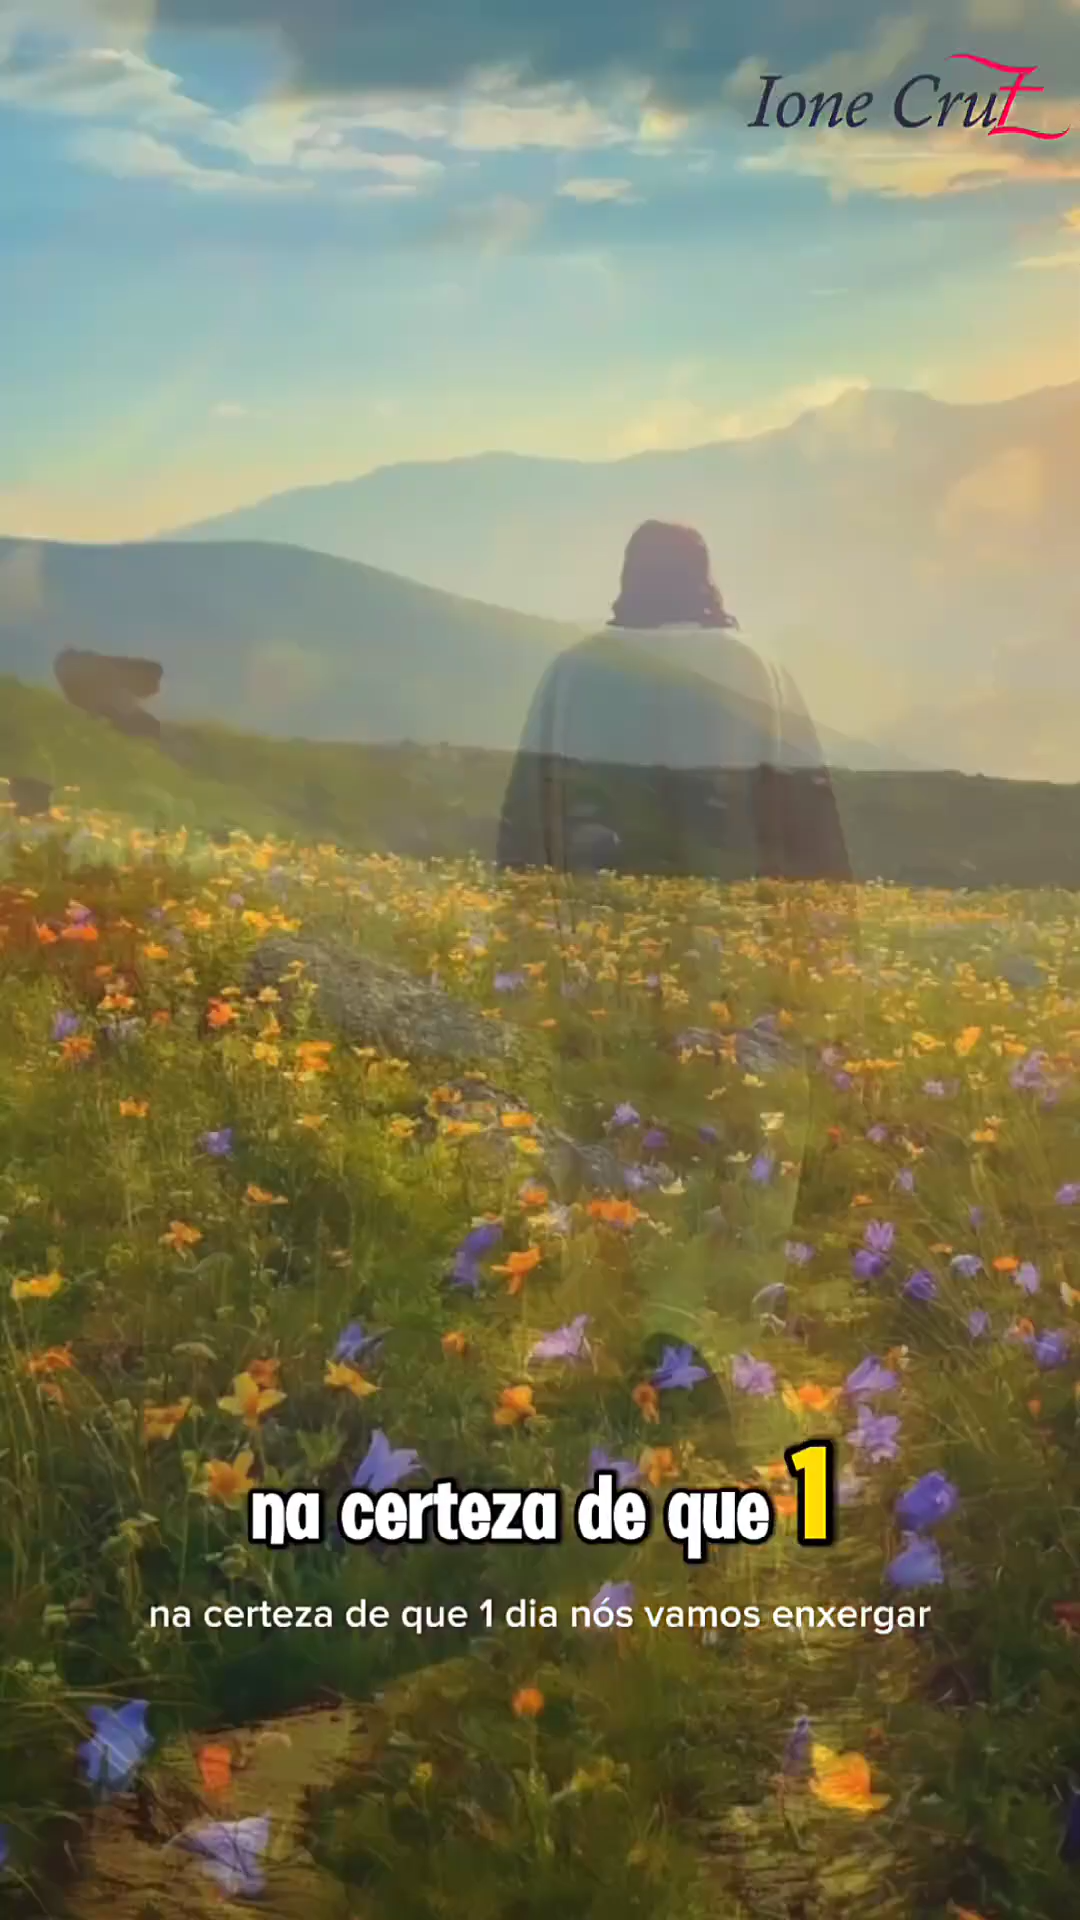 Ione CruZ
na certeza de que 1
na certeza de que 1 dia nós vamos enxergar